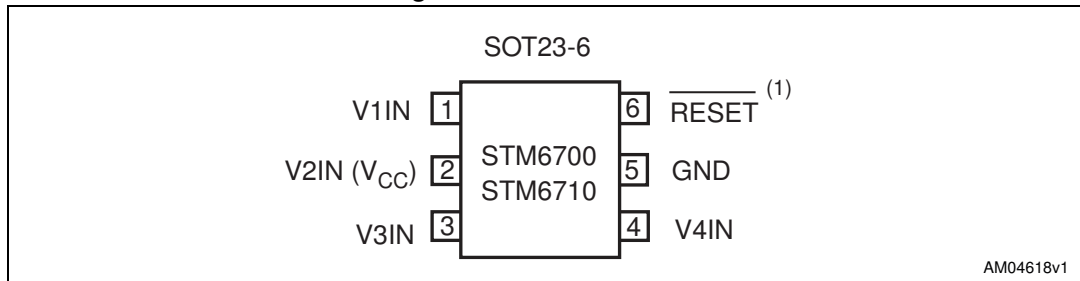 SOT23-6
V1IN 1 6 RESET (1)
V2IN (VCC) 2 STM6700 5 GND
STM6710
V3IN 3 4 V4IN
AM04618v1